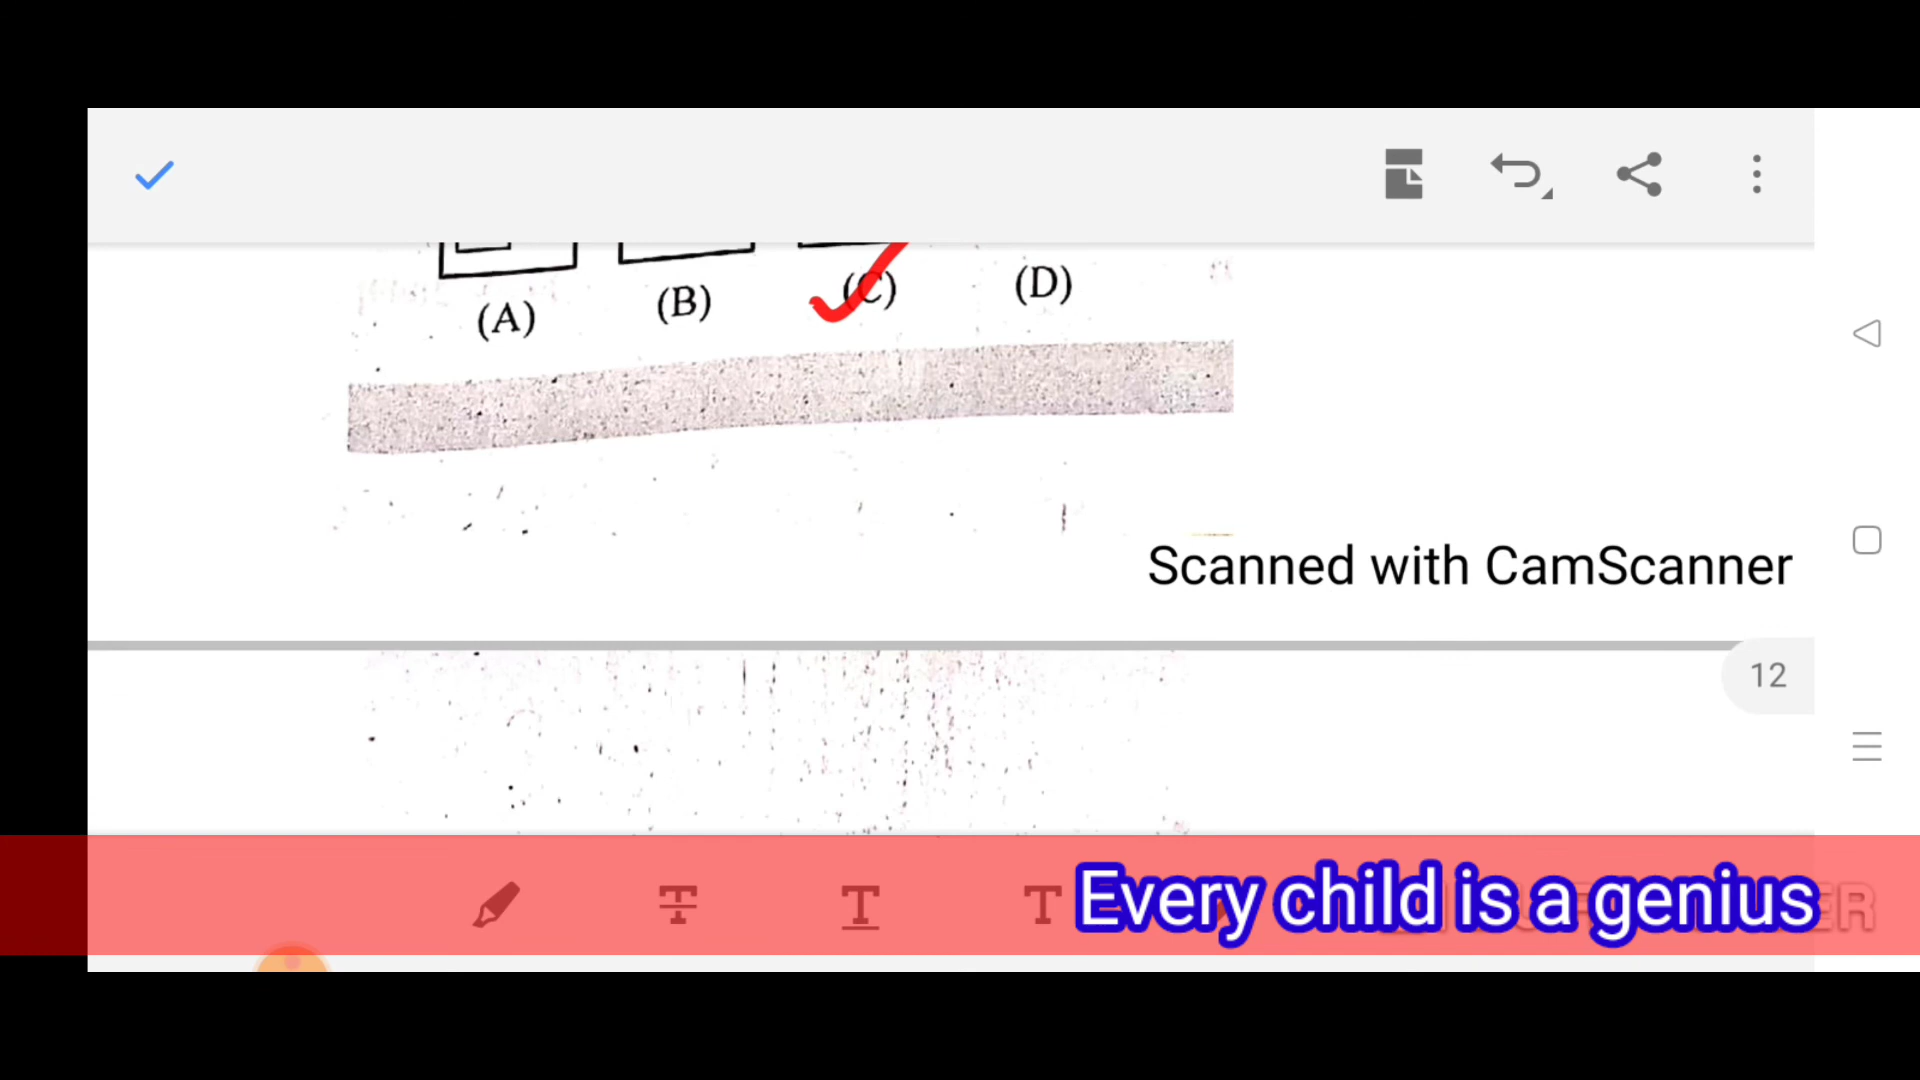 (A) (B) (C) (D)
Scanned with CamScanner
12
Every child is a genius